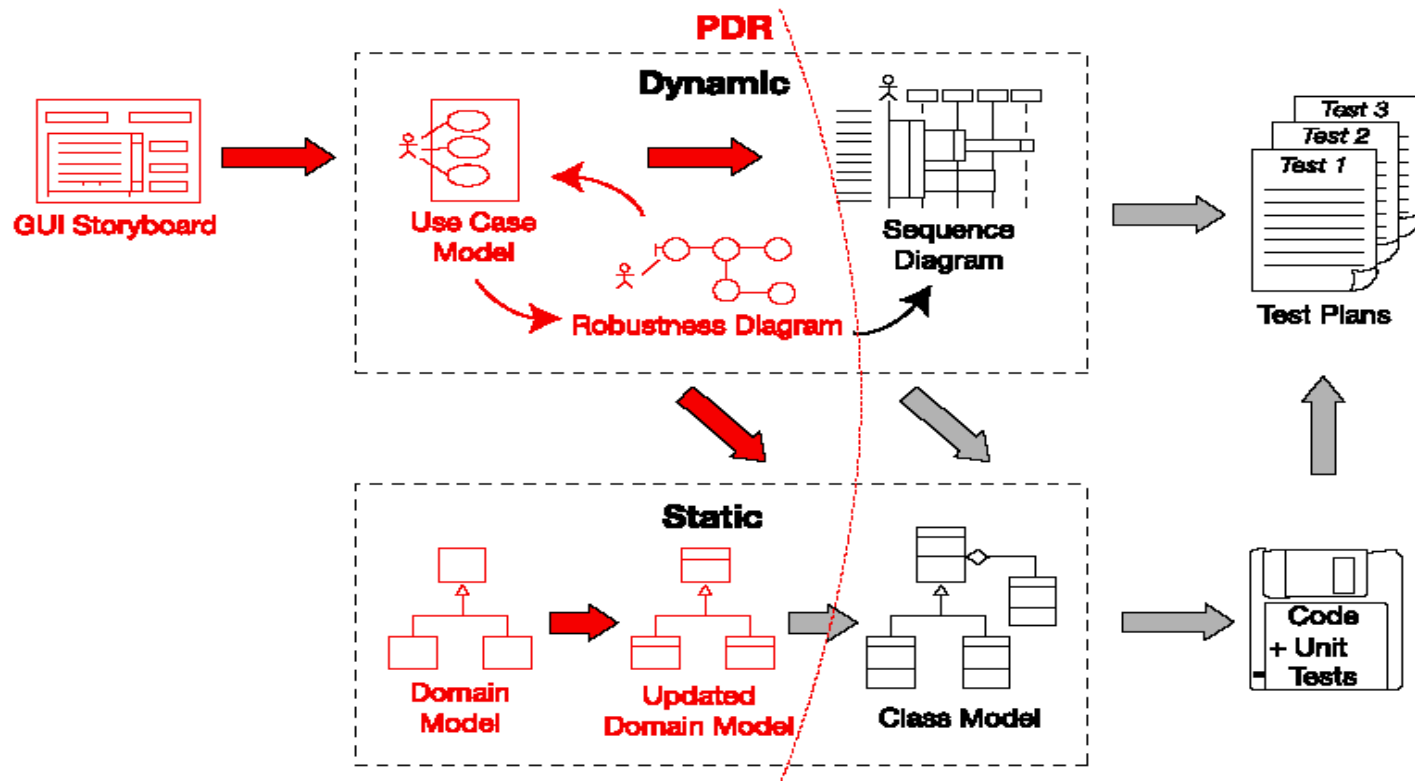 PDR
Dynamic
GUI Storyboard
Use Case
Model
Robustness Diagram
Sequence
Diagram
Test 3
Test 2
Test 1
Test Plans
Static
Domain
Model
Updated
Domain Model
Class Model
Code
+ Unit
Tests